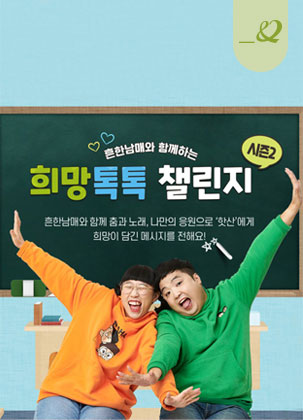 _&
흔한남매와 함께하는
희망톡톡 챌린지
시즌2
흔한남매와 함께 춤과 노래, 나만의 응원으로 '핫산'에게
희망이 담긴 메시지를 전해요!